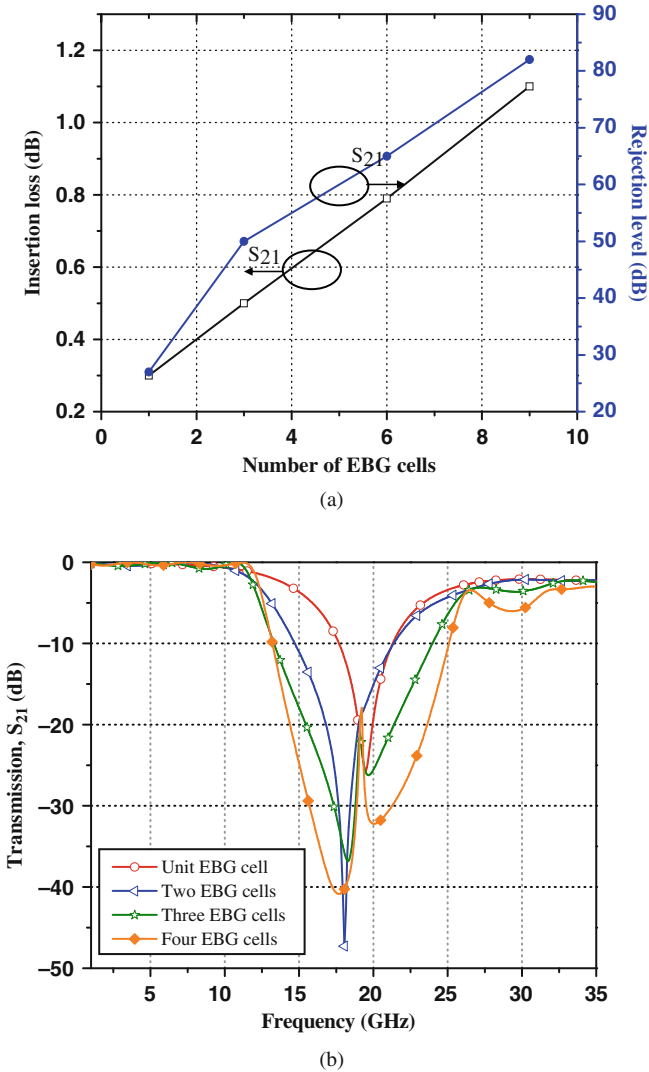 1.2
1.0
0.8
0.6
0.4
0.2
Insertion loss (dB)
90
80
70
60
50
40
30
20
Rejection level (dB)
S21
S21
0 2 4 6 8 10
Number of EBG cells
(a)
0
−10
−20
−30
−40
−50
Transmission, S21 (dB)
Unit EBG cell
Two EBG cells
Three EBG cells
Four EBG cells
5 10 15 20 25 30 35
Frequency (GHz)
(b)